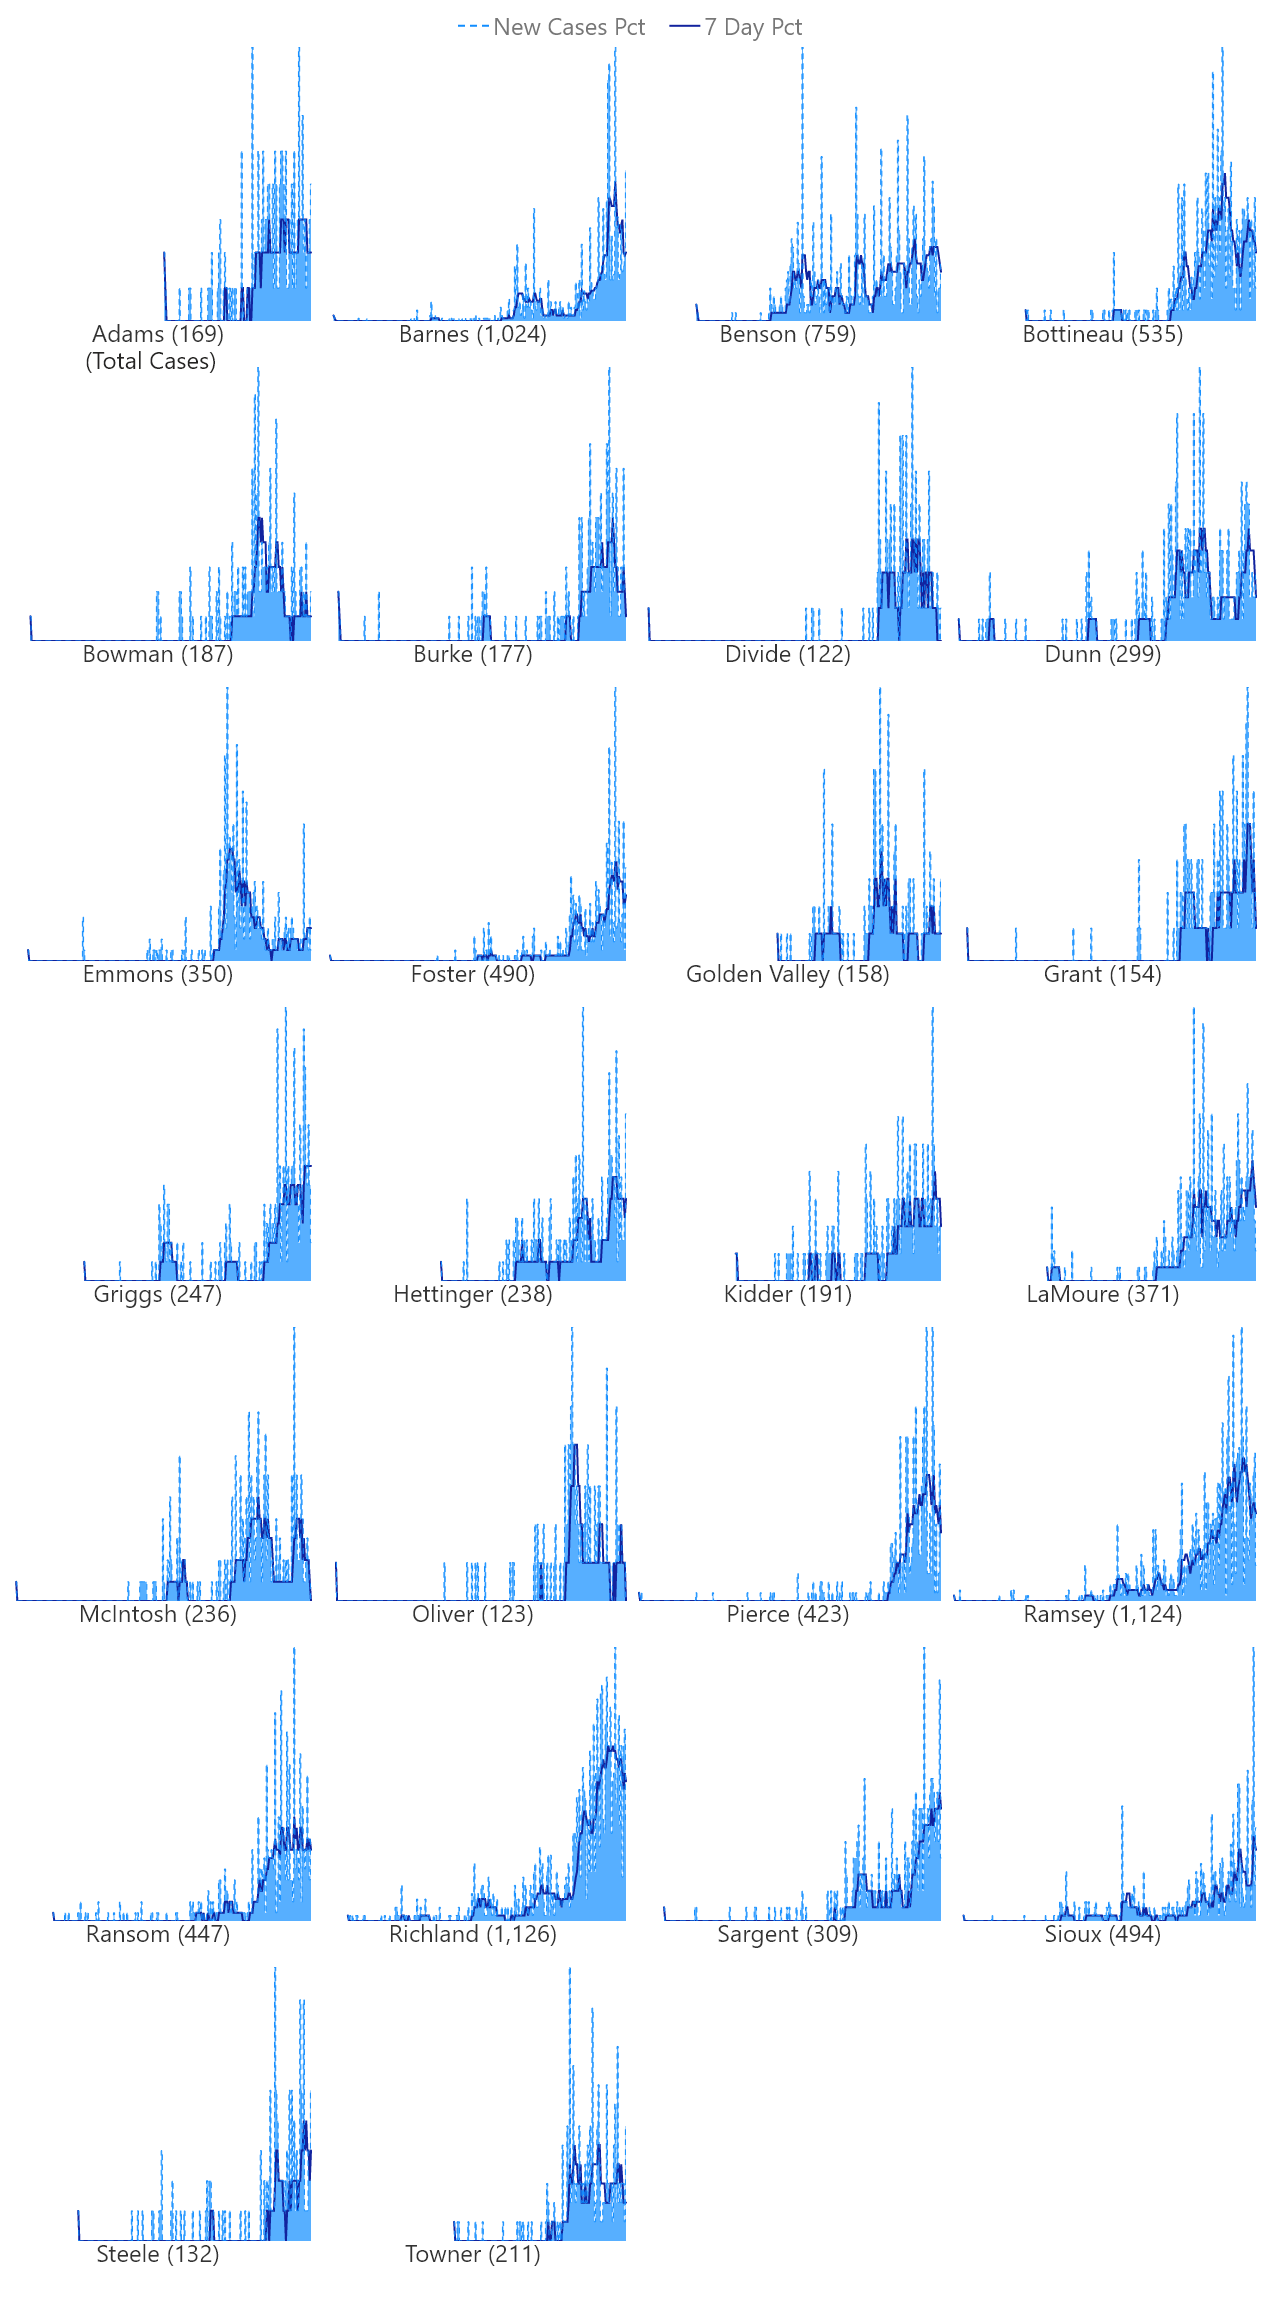 New Cases Pct 7 Day Pct
Adams (169) Barnes (1,024) Benson (759) Bottineau (535)
(Total Cases)
Bowman (187) Burke (177) Divide (122) Dunn (299)
Emmons (350) Foster (490) Golden Valley (158) Grant (154)
Griggs (247) Hettinger (238) Kidder (191) LaMoure (371)
McIntosh (236) Oliver (123) Pierce (423) Ramsey (1,124)
Ransom (447) Richland (1,126) Sargent (309) Sioux (494)
Steele (132) Towner (211)